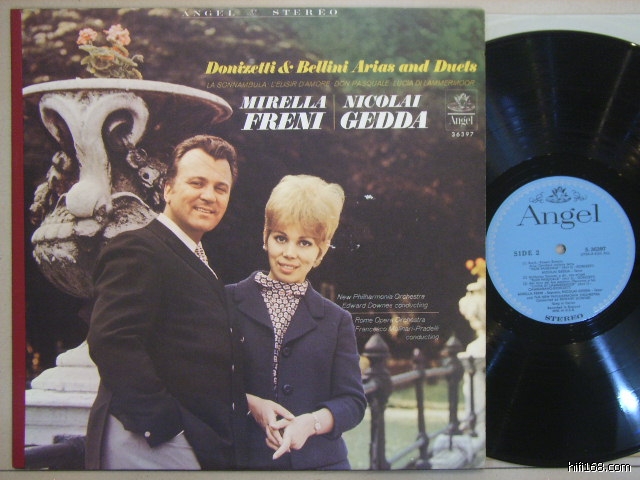 ANGEL STEREO
Donizetti & Bellini Arias and Duets
LA SONNAMBULA · L'ELISIR D'AMORE · DON PASQUALE · LUCIA DI LAMMERMOOR
MIRELLA FRENI
NICOLAI GEDDA
Angel
36397
New Philharmonia Orchestra
Edward Downes conducting
Rome Opera Orchestra
Francesco Molinari-Pradelli
conducting
Angel
SIDE 2
S. 36397
STEREO
hifi168.com